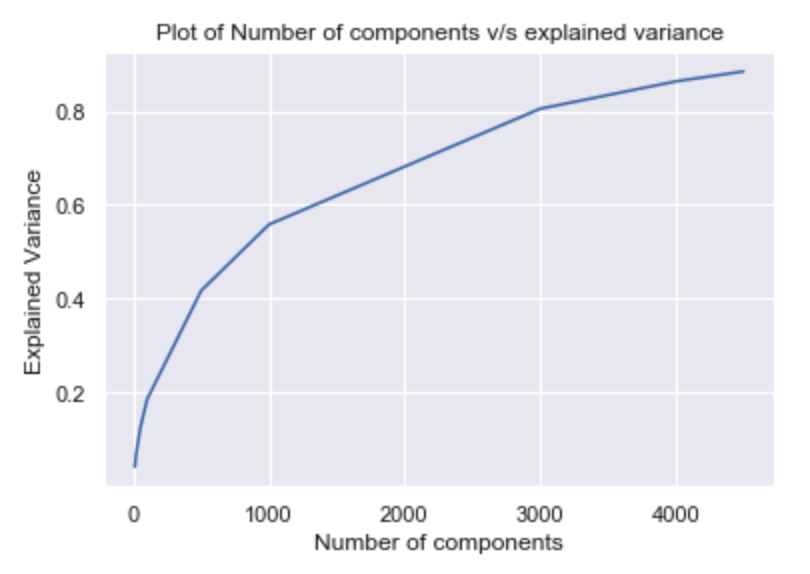 Plot of Number of components v/s explained variance
Explained Variance
0.8
0.6
0.4
0.2
0 1000 2000 3000 4000
Number of components